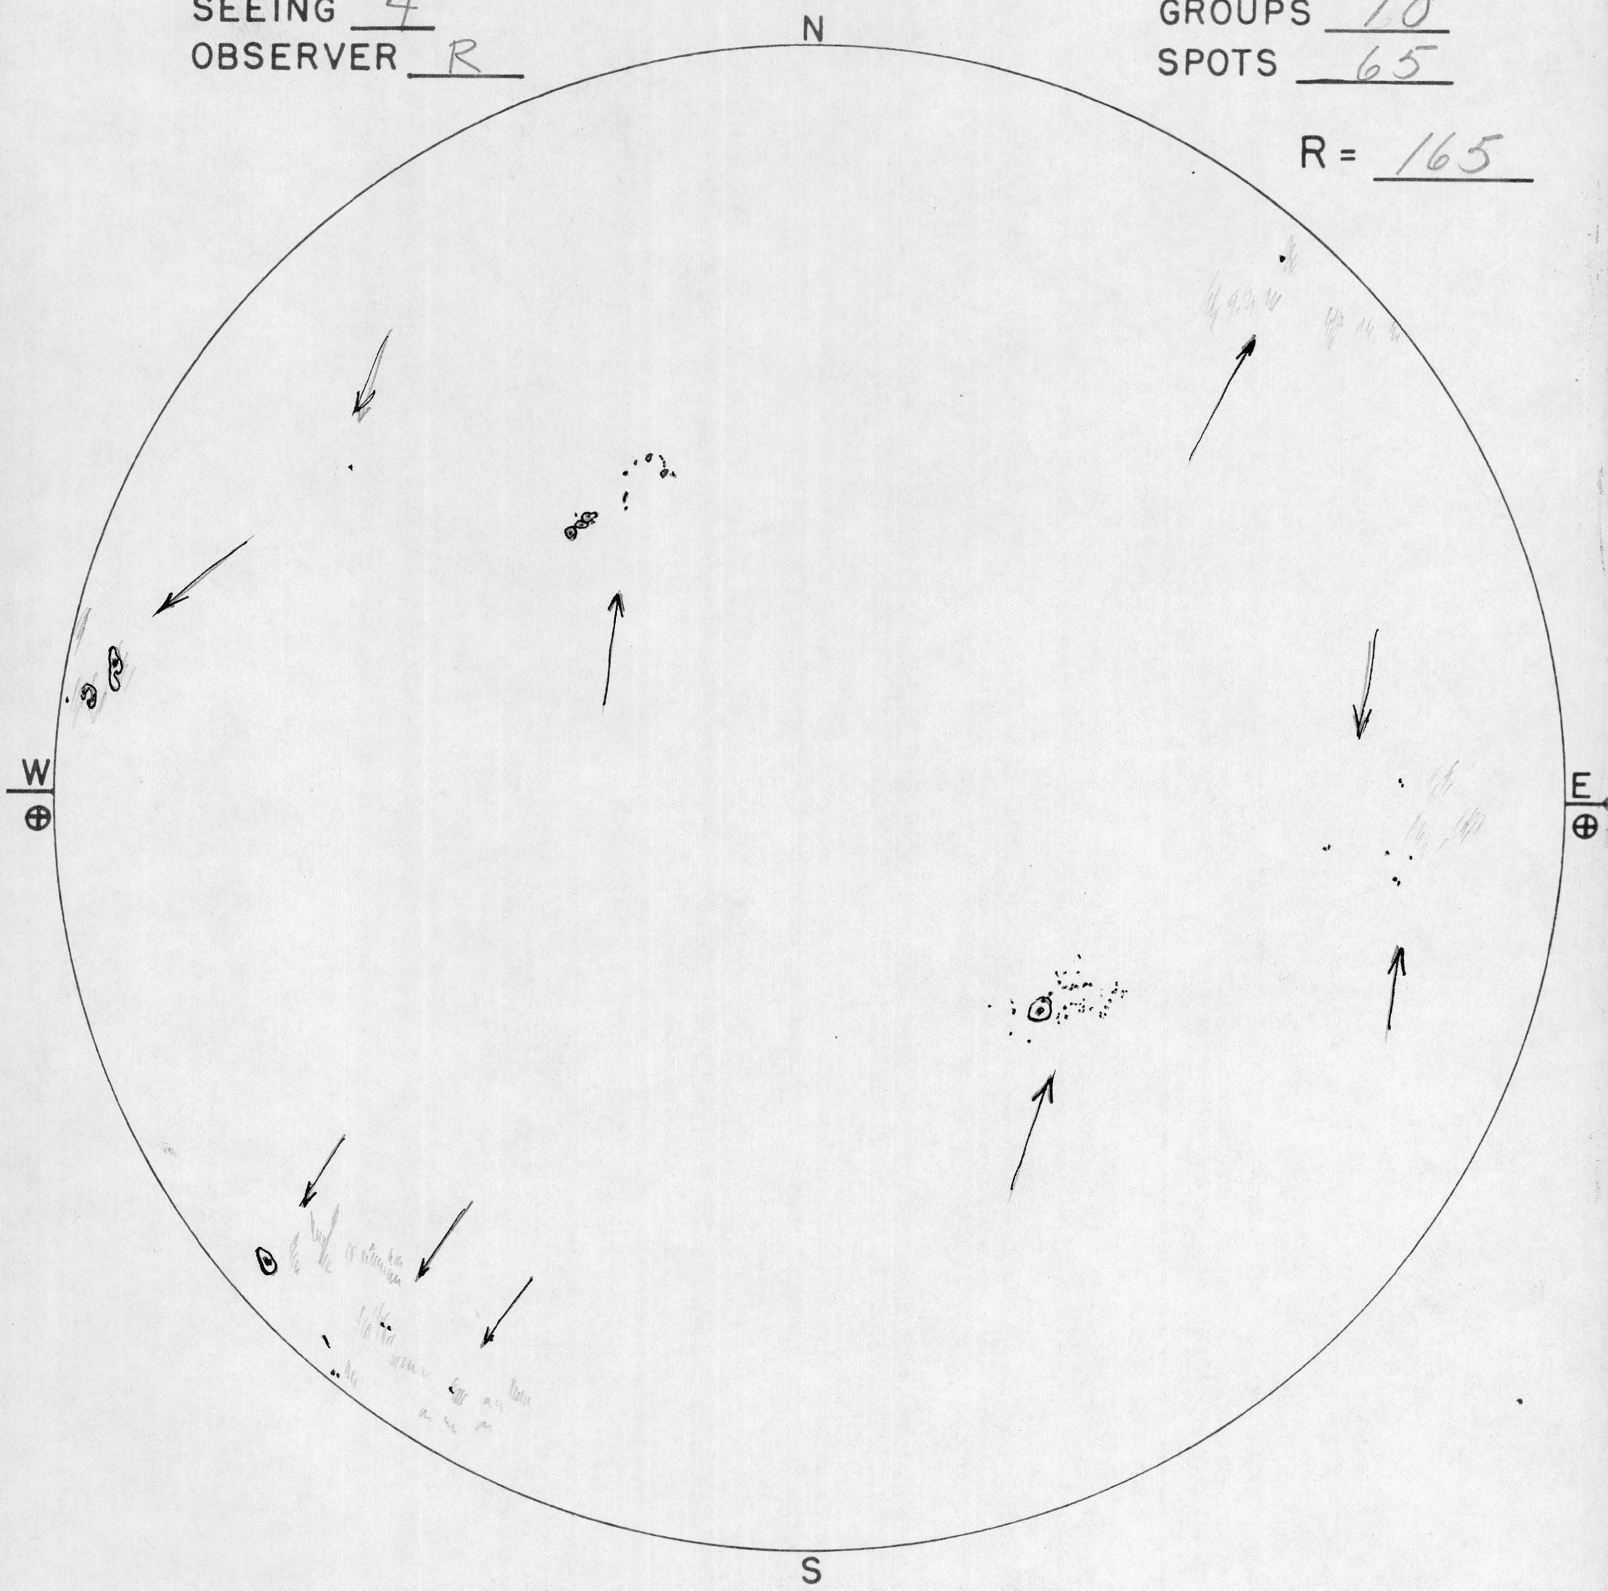 SEEING 4
GROUPS 10
OBSERVER R
N
SPOTS 65
R = 165
W
E
S